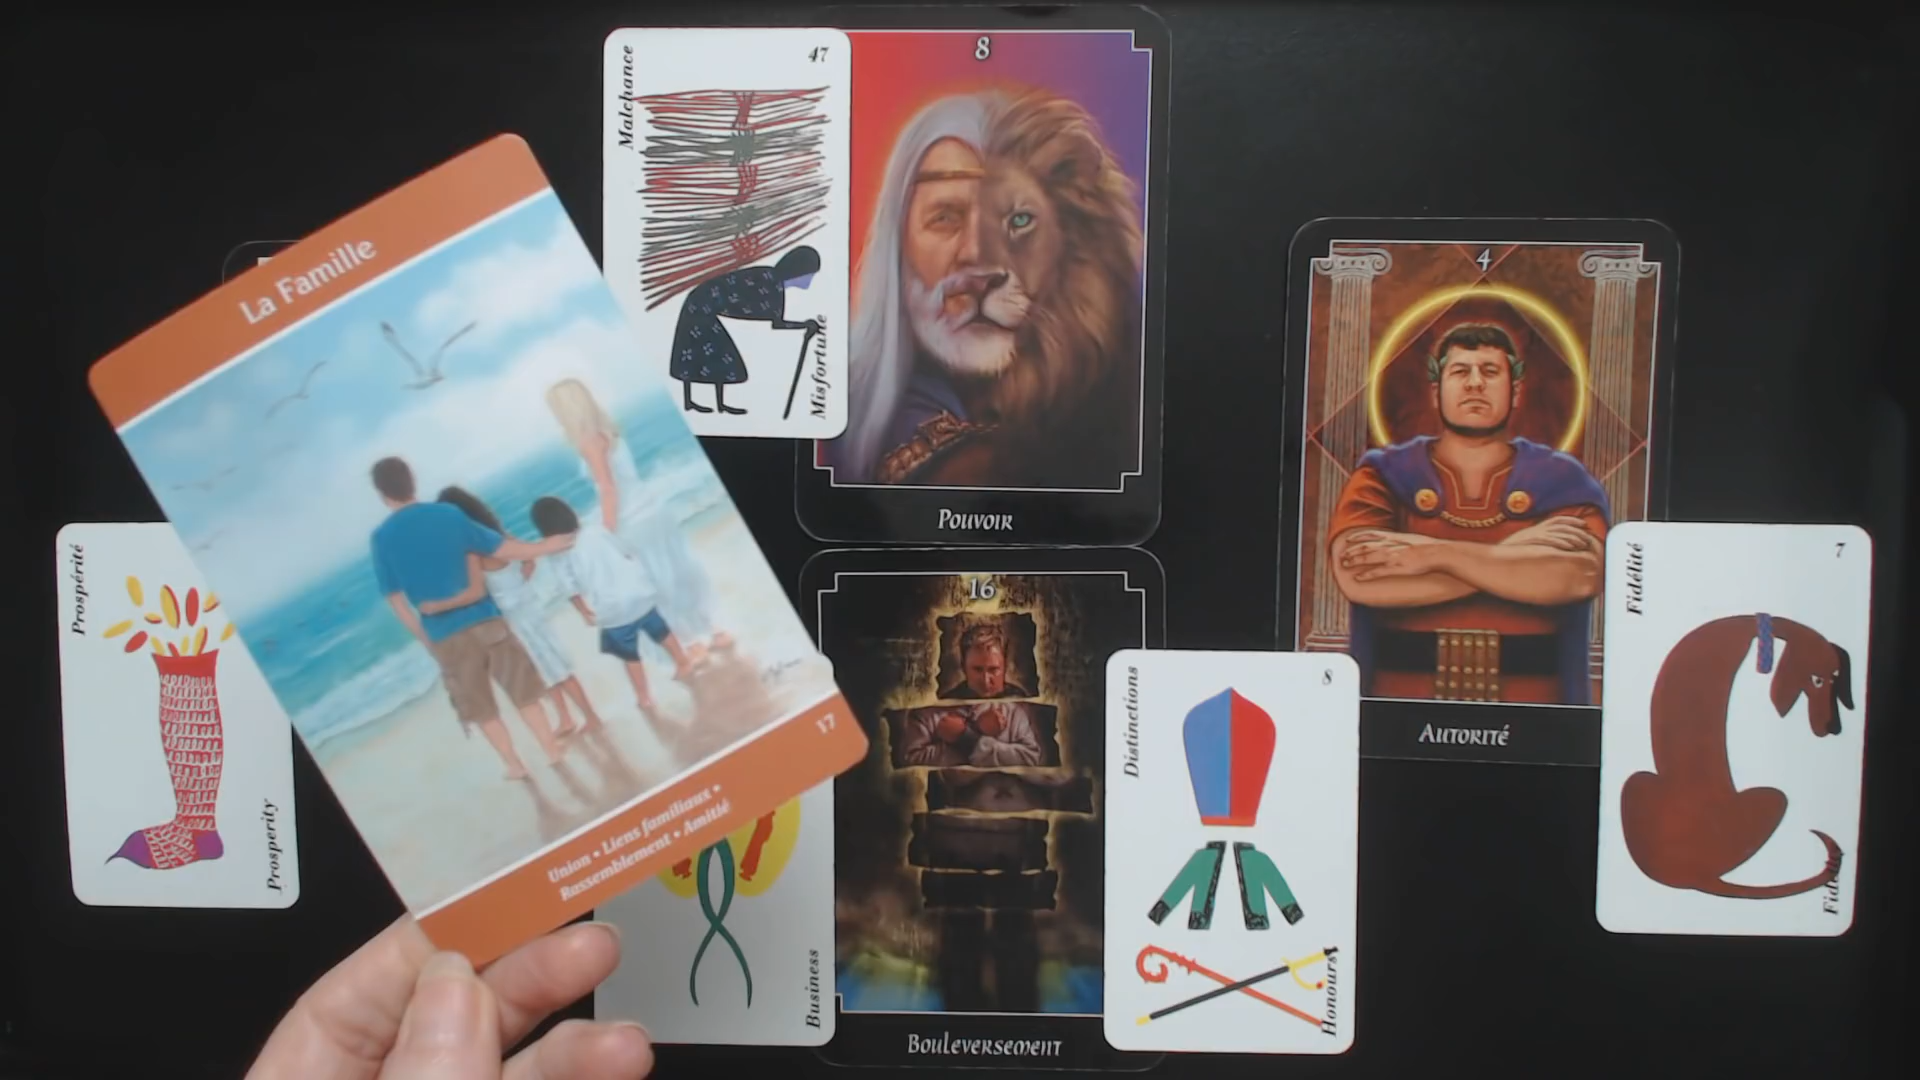 La Famille
17
Union • Liens familiaux •
Rassemblement • Amitié
Malchance
47
Misfortune
8
Pouvoir
4
Autorité
Fidélité
7
Prospérité
Prosperity
16
Bouleversement
Business
Distinctions
8
Honours